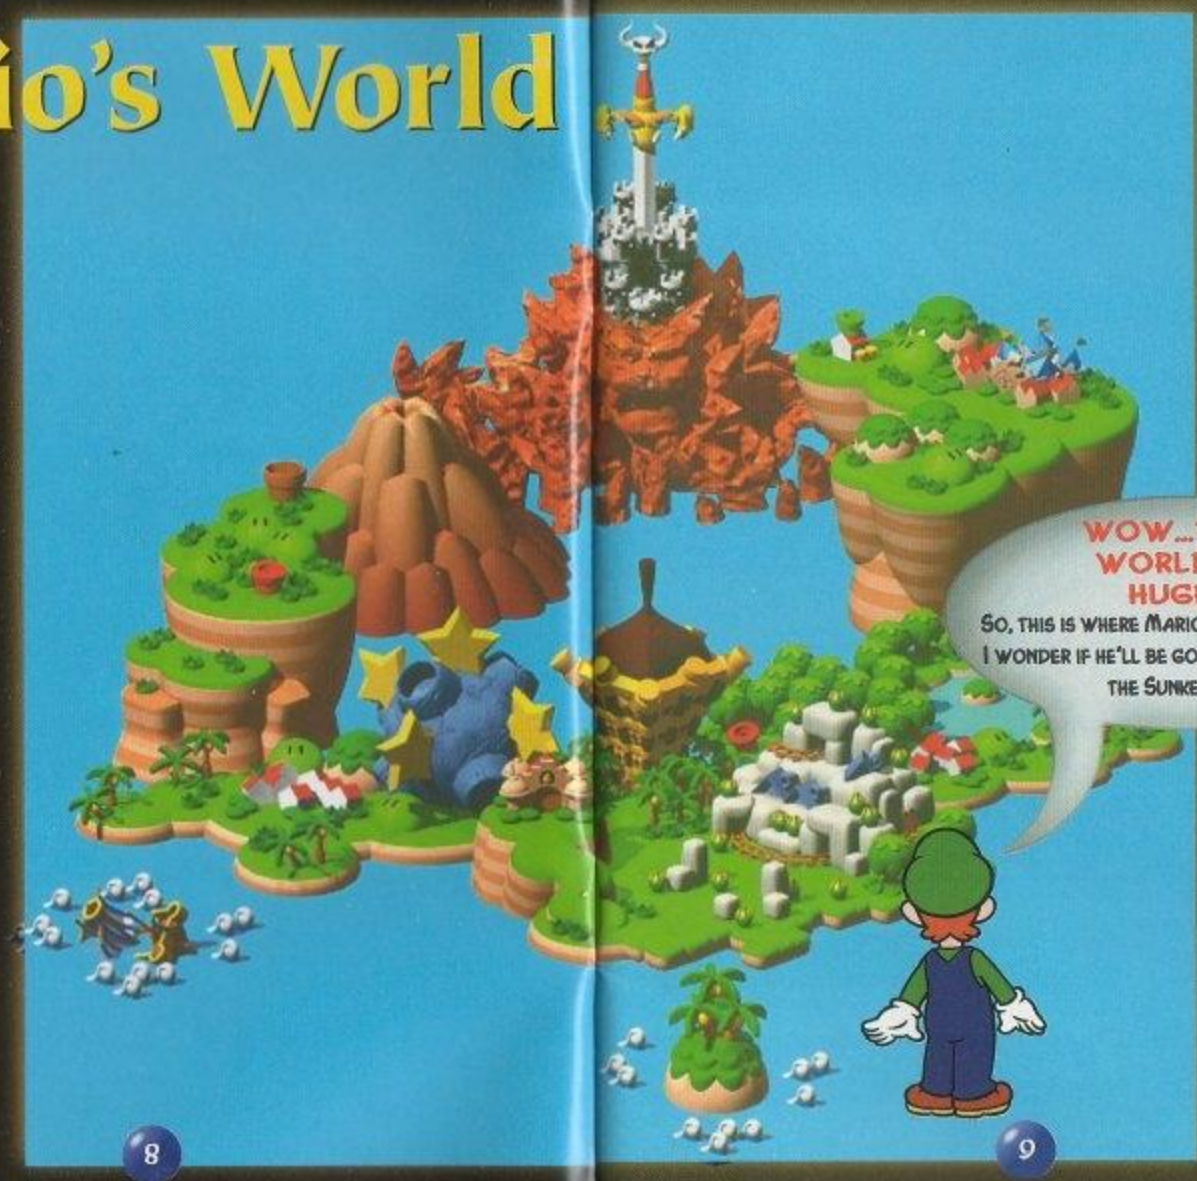 io's World
WOW...
WORL
HUG
SO, THIS IS WHERE MARIO
I WONDER IF HE'LL BE GO
THE SUNKE
8
9